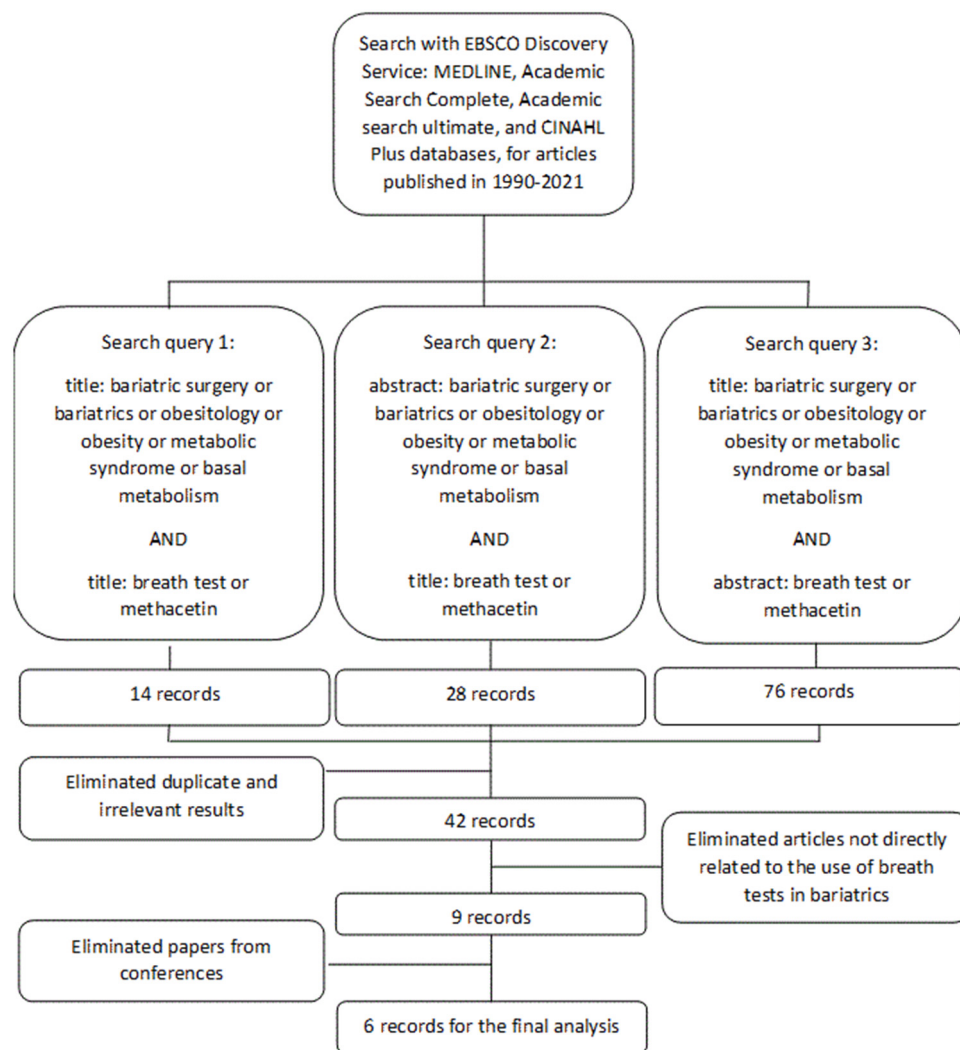 Search with EBSCO Discovery
Service: MEDLINE, Academic
Search Complete, Academic
search ultimate, and CINAHL
Plus databases, for articles
published in 1990-2021
Search query 1:
title: bariatric surgery or
bariatrics or obesitology or
obesity or metabolic
syndrome or basal
metabolism
AND
title: breath test or
methacetin
Search query 2:
abstract: bariatric surgery or
bariatrics or obesitology or
obesity or metabolic
syndrome or basal
metabolism
AND
title: breath test or
methacetin
Search query 3:
title: bariatric surgery or
bariatrics or obesitology or
obesity or metabolic
syndrome or basal
metabolism
AND
abstract: breath test or
methacetin
14 records
28 records
76 records
Eliminated duplicate and
irrelevant results
42 records
Eliminated articles not directly
related to the use of breath
tests in bariatrics
9 records
Eliminated papers from
conferences
6 records for the final analysis